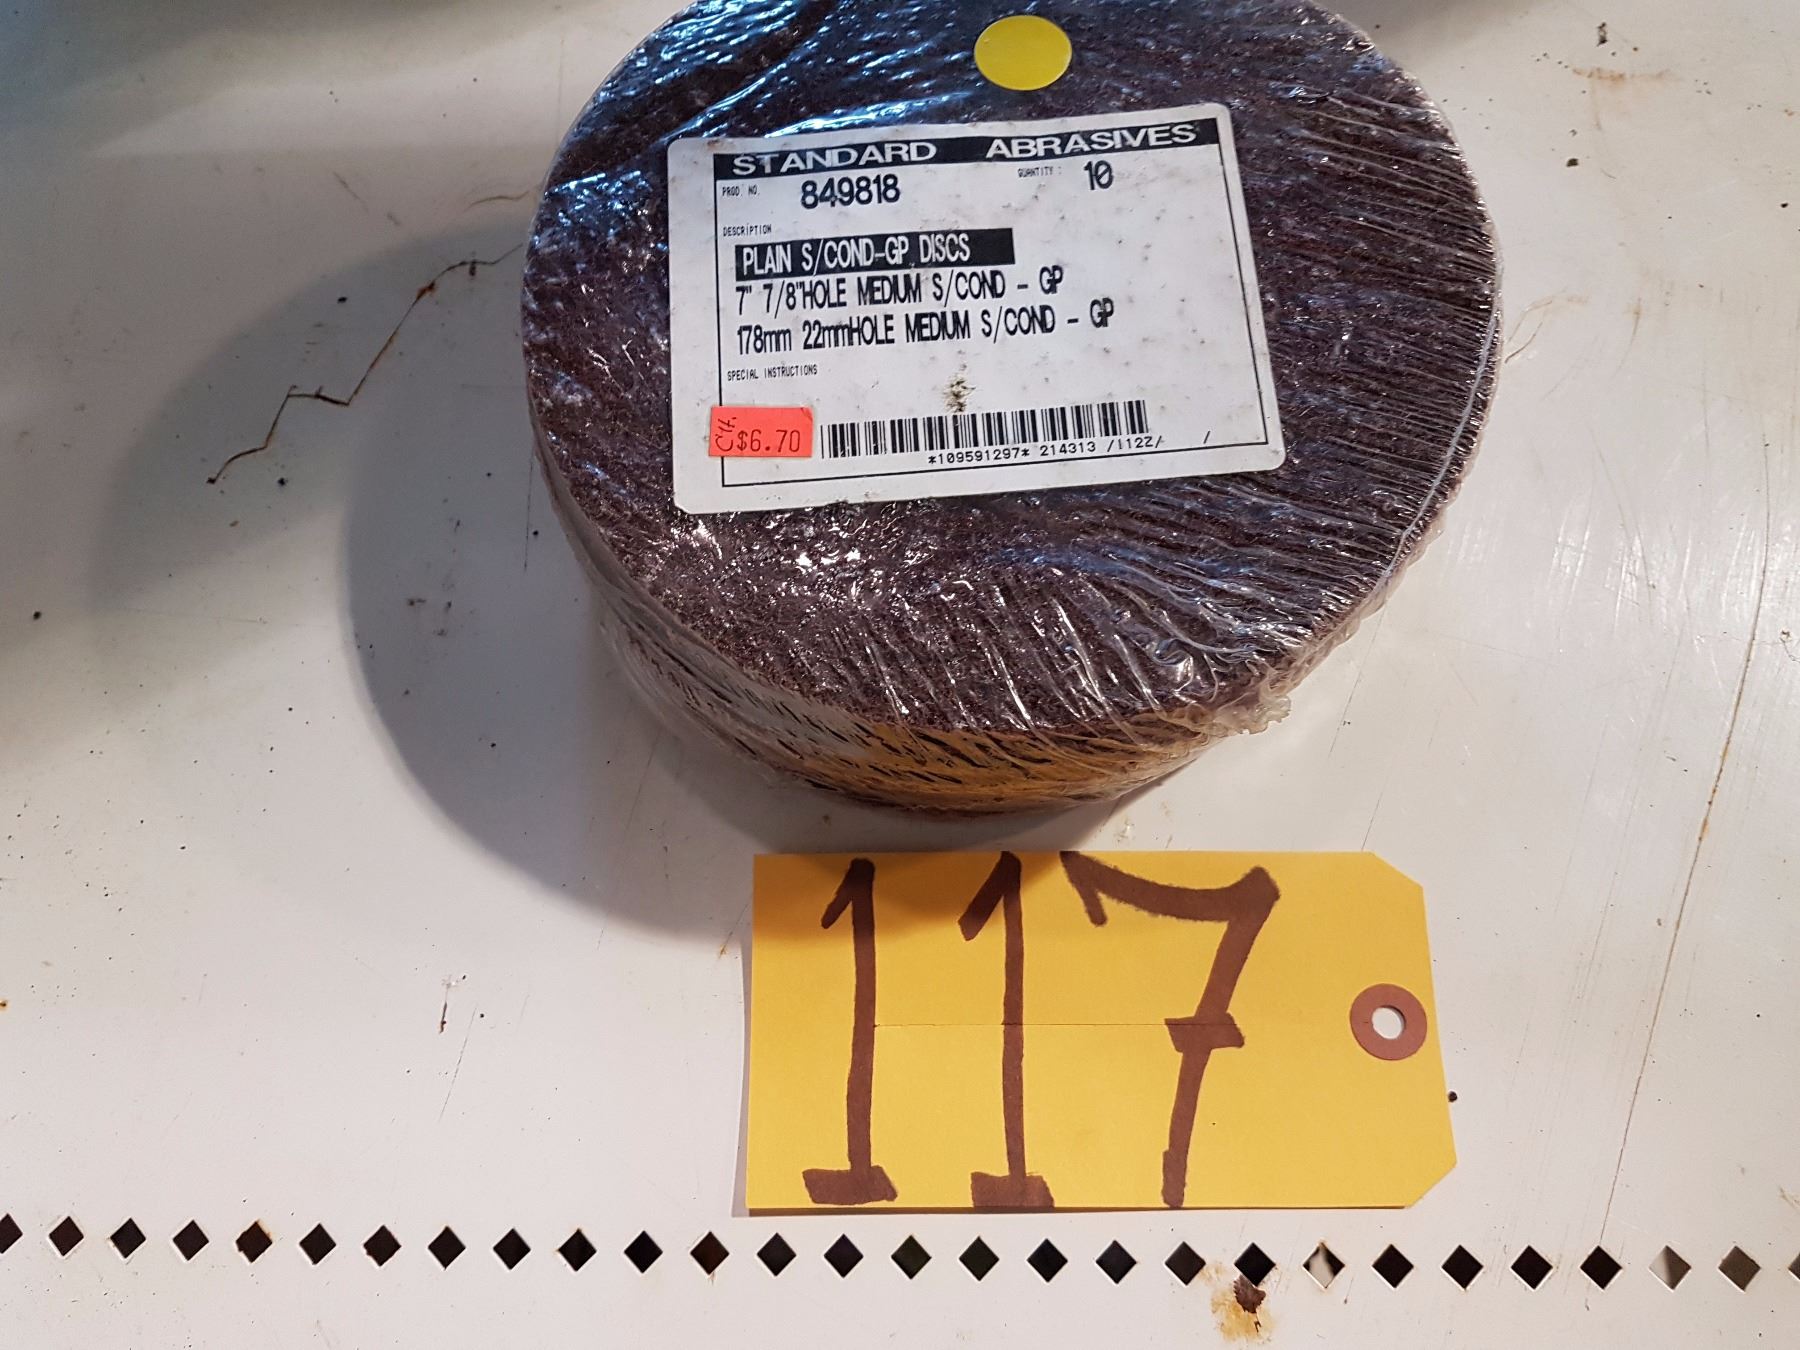 STANDARD ABRASIVES
PROD. NO. 849818 QUANTITY : 10
DESCRIPTION
PLAIN S/COND-GP DISCS
7" 7/8"HOLE MEDIUM S/COND - GP
178mm 22mmHOLE MEDIUM S/COND - GP
SPECIAL INSTRUCTIONS
$6.70
*109591297* 214313 /1122/ /
117